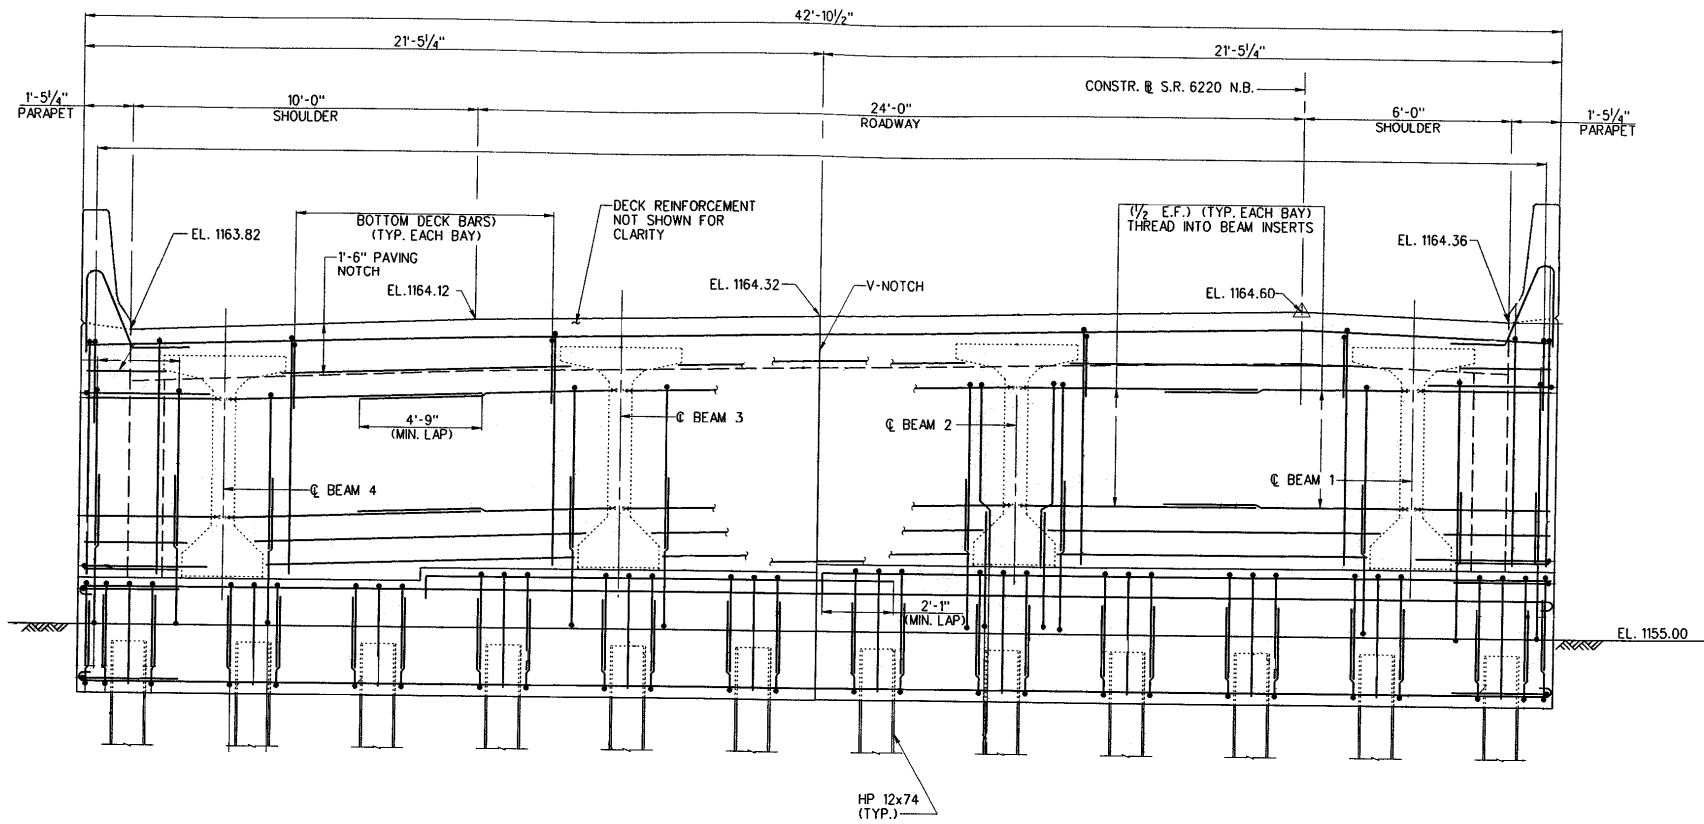 42'-10½"
21'-5¼"
21'-5¼"
CONSTR. ⅊ S.R. 6220 N.B.
1'-5¼"
PARAPET
10'-0"
SHOULDER
24'-0"
ROADWAY
6'-0"
SHOULDER
1'-5¼"
PARAPET
DECK REINFORCEMENT
NOT SHOWN FOR
CLARITY
BOTTOM DECK BARS)
(TYP. EACH BAY)
(½ E.F.) (TYP. EACH BAY)
THREAD INTO BEAM INSERTS
EL. 1163.82
EL. 1164.36
1'-6" PAVING
NOTCH
EL.1164.12
EL. 1164.32
V-NOTCH
EL. 1164.60
4'-9"
(MIN. LAP)
℄ BEAM 3
℄ BEAM 2
℄ BEAM 4
℄ BEAM 1
2'-1"
(MIN. LAP)
EL. 1155.00
HP 12x74
(TYP.)